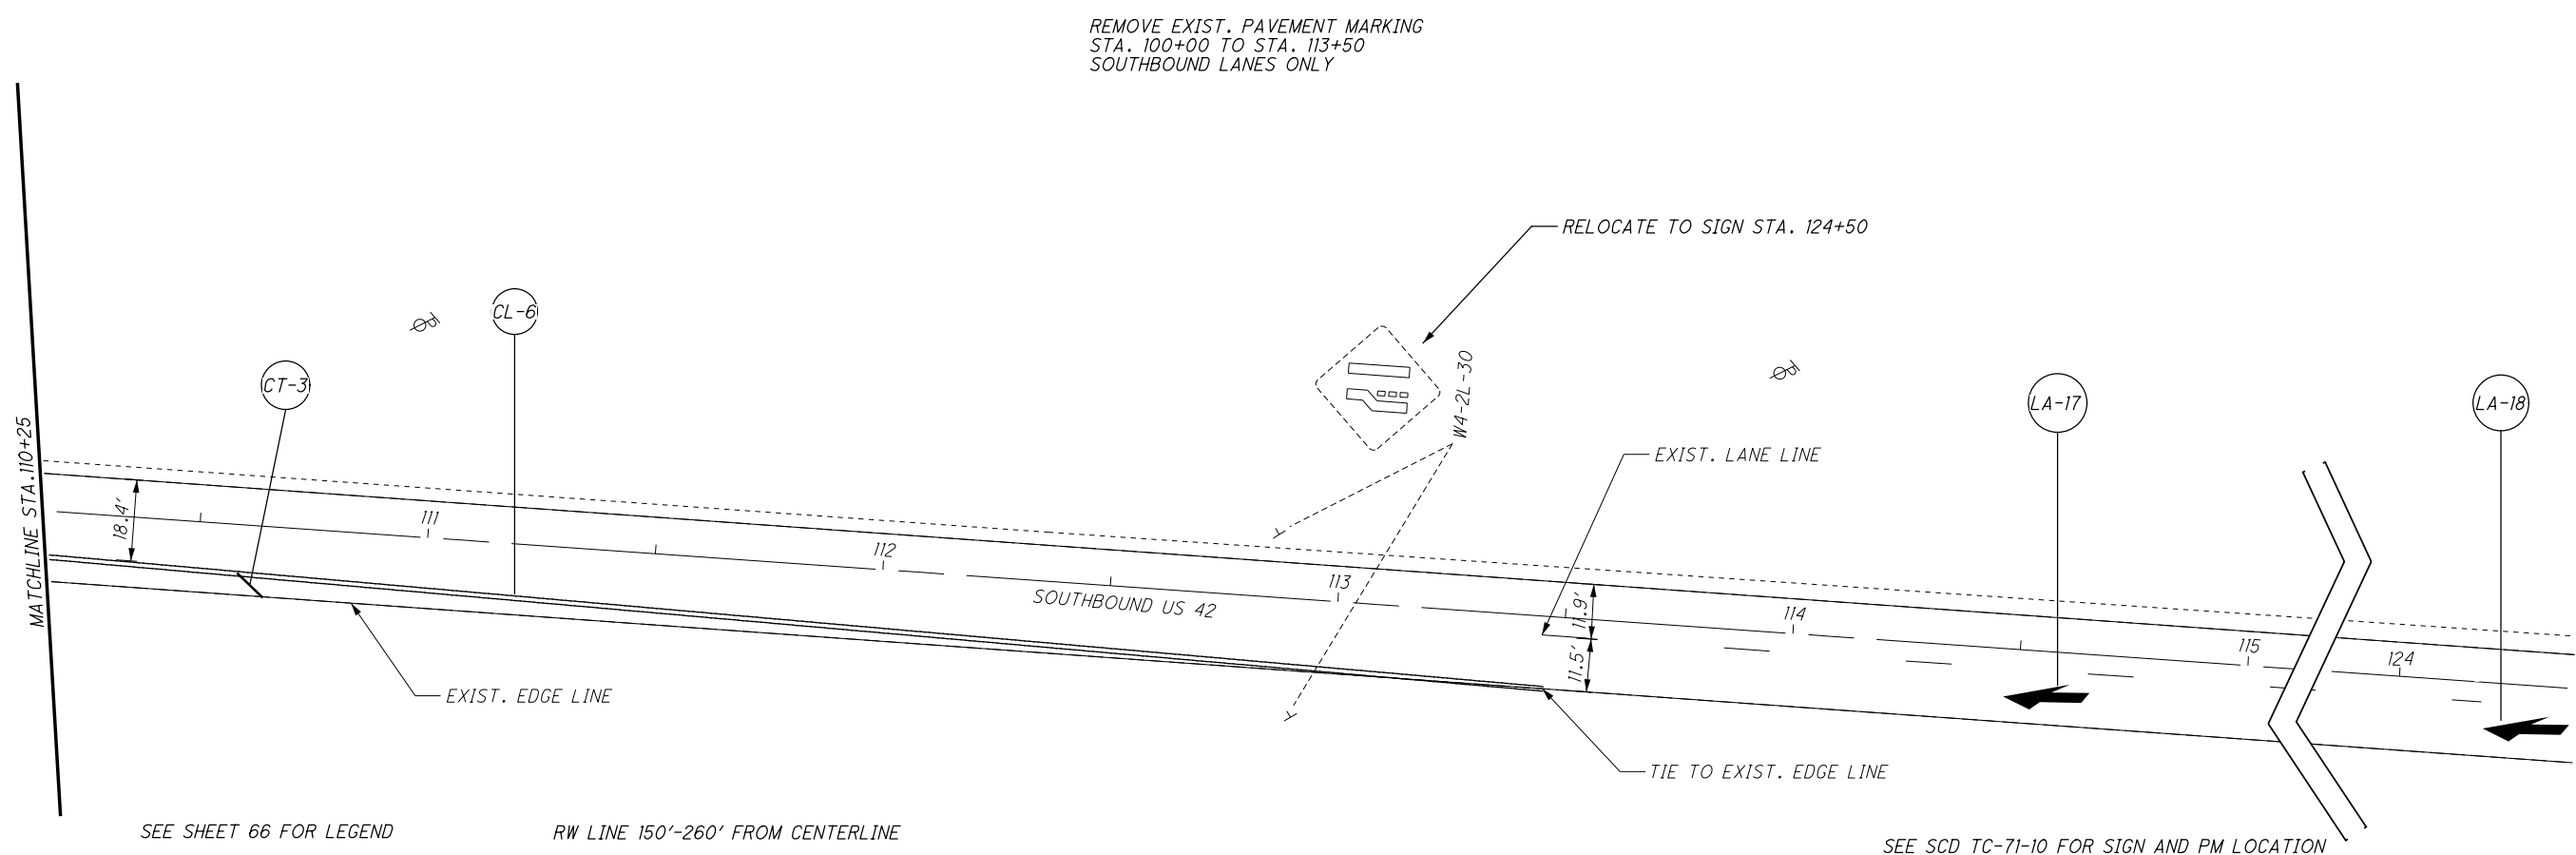 REMOVE EXIST. PAVEMENT MARKING
STA. 100+00 TO STA. 113+50
SOUTHBOUND LANES ONLY
RELOCATE TO SIGN STA. 124+50
CL-6
CT-3
W4-2L-30
LA-17
LA-18
EXIST. LANE LINE
MATCHLINE STA.110+25
18.4'
111
112
113
SOUTHBOUND US 42
11.9'
11.5'
114
115
124
EXIST. EDGE LINE
TIE TO EXIST. EDGE LINE
SEE SHEET 66 FOR LEGEND
RW LINE 150'-260' FROM CENTERLINE
SEE SCD TC-71-10 FOR SIGN AND PM LOCATION